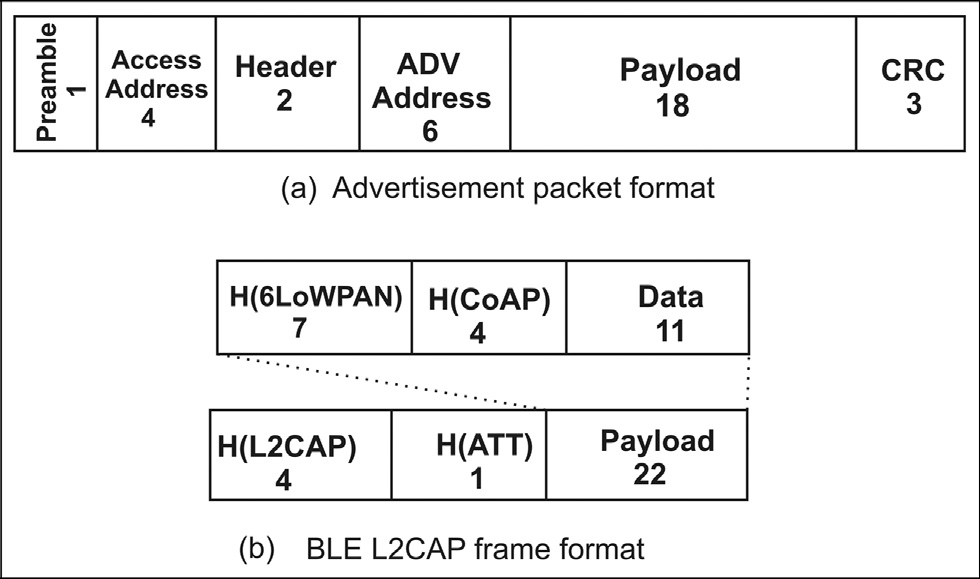 Preamble 1
Access Address 4
Header 2
ADV Address 6
Payload 18
CRC 3
(a) Advertisement packet format
H(6LoWPAN) 7
H(CoAP) 4
Data 11
H(L2CAP) 4
H(ATT) 1
Payload 22
(b) BLE L2CAP frame format